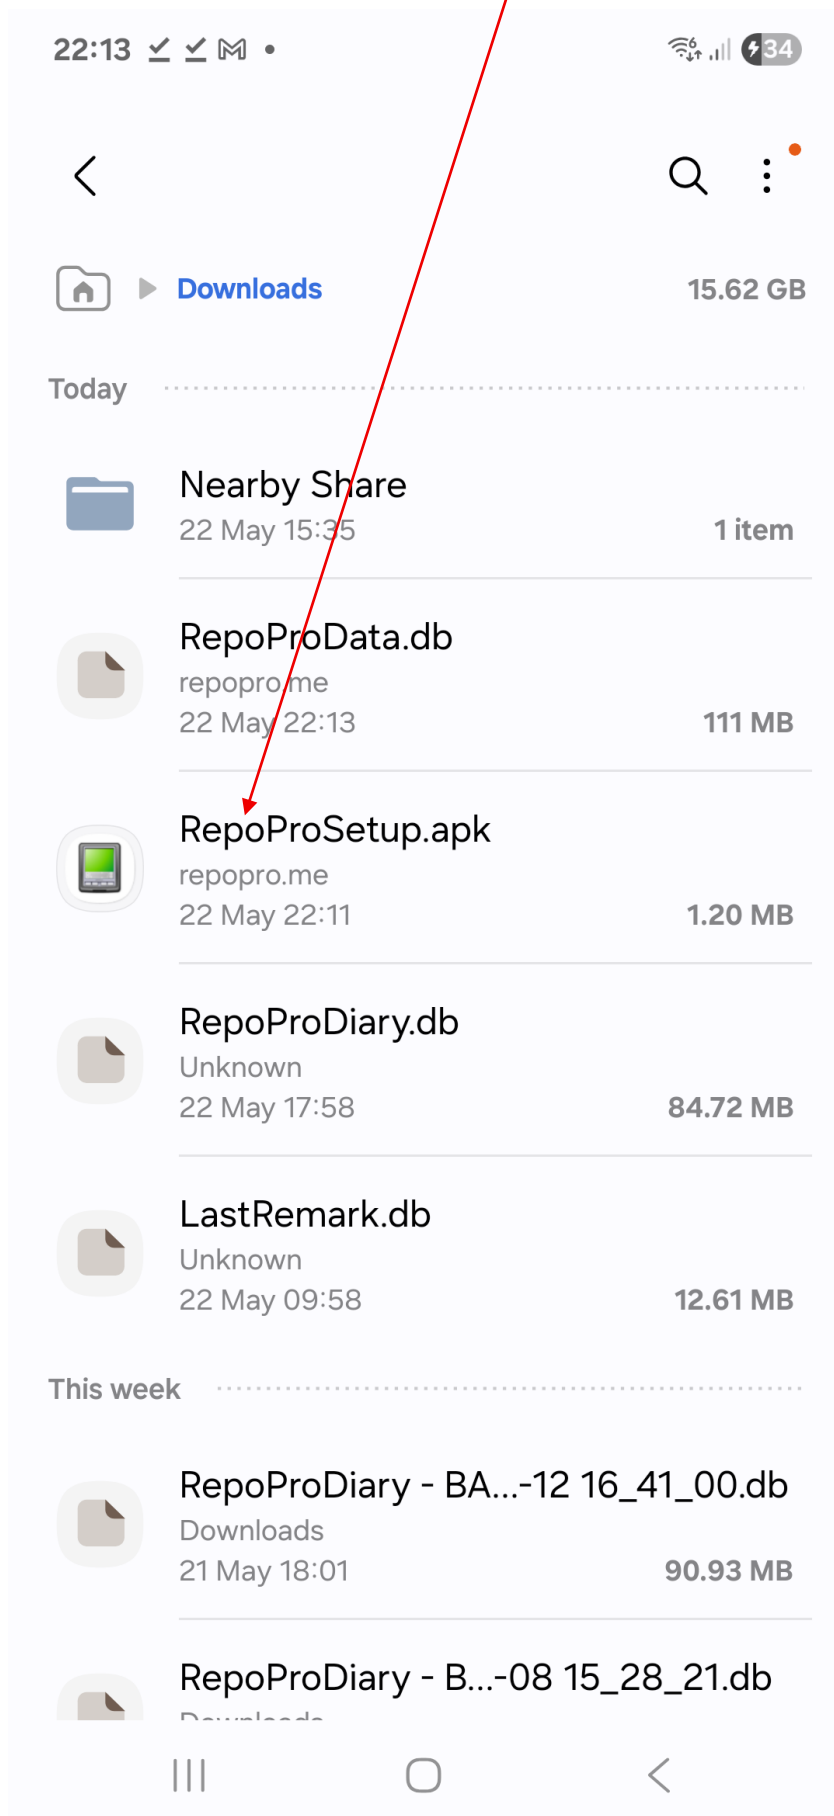 22:13
34
Downloads
15.62 GB
Today
Nearby Share
22 May 15:35
1 item
RepoProData.db
repopro.me
22 May 22:13
111 MB
RepoProSetup.apk
repopro.me
22 May 22:11
1.20 MB
RepoProDiary.db
Unknown
22 May 17:58
84.72 MB
LastRemark.db
Unknown
22 May 09:58
12.61 MB
This week
RepoProDiary - BA...-12 16_41_00.db
Downloads
21 May 18:01
90.93 MB
RepoProDiary - B...-08 15_28_21.db
Downloads